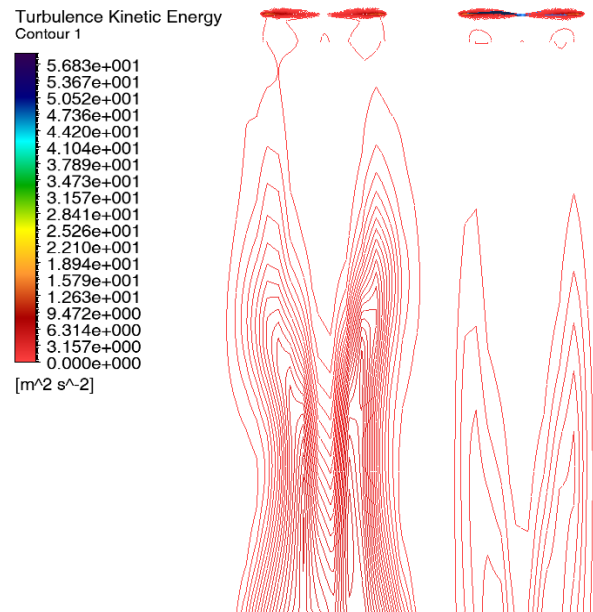 Turbulence Kinetic Energy
Contour 1
5.683e+001
5.367e+001
5.052e+001
4.736e+001
4.420e+001
4.104e+001
3.789e+001
3.473e+001
3.157e+001
2.841e+001
2.526e+001
2.210e+001
1.894e+001
1.579e+001
1.263e+001
9.472e+000
6.314e+000
3.157e+000
0.000e+000
[m^2 s^-2]